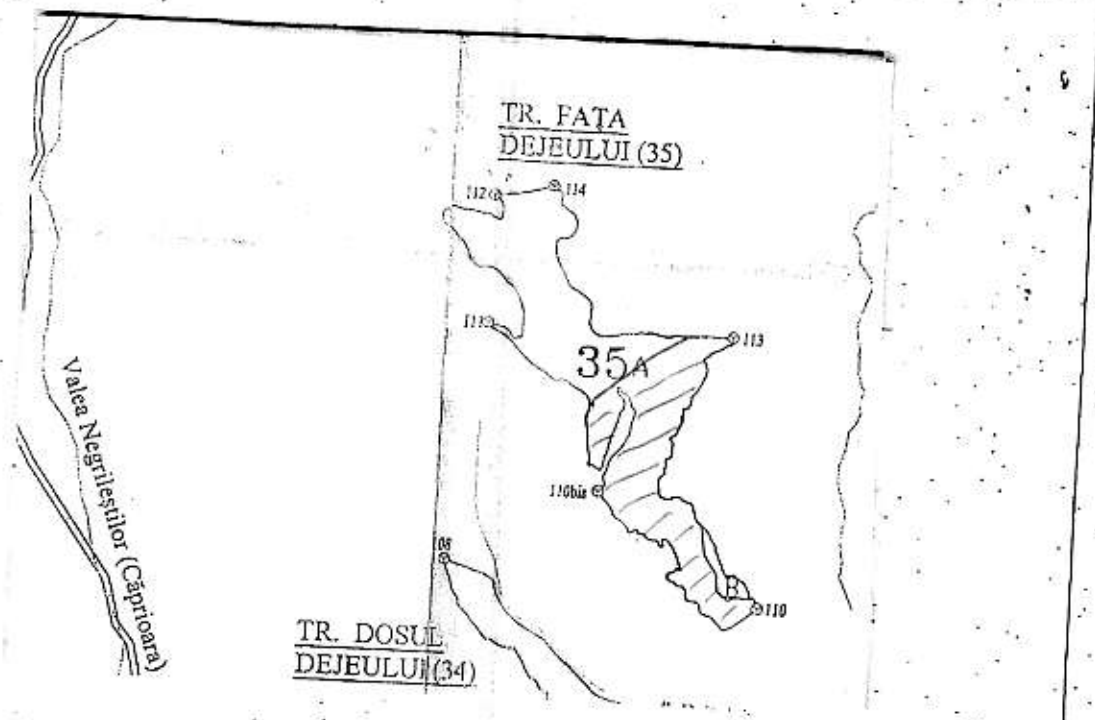 TR. FAȚA
DEJEULUI (35)
112
114
111
113
35A
Valea Negrileștilor (Căprioara)
110bis
108
B
110
TR. DOSUL
DEJEULUI (34)